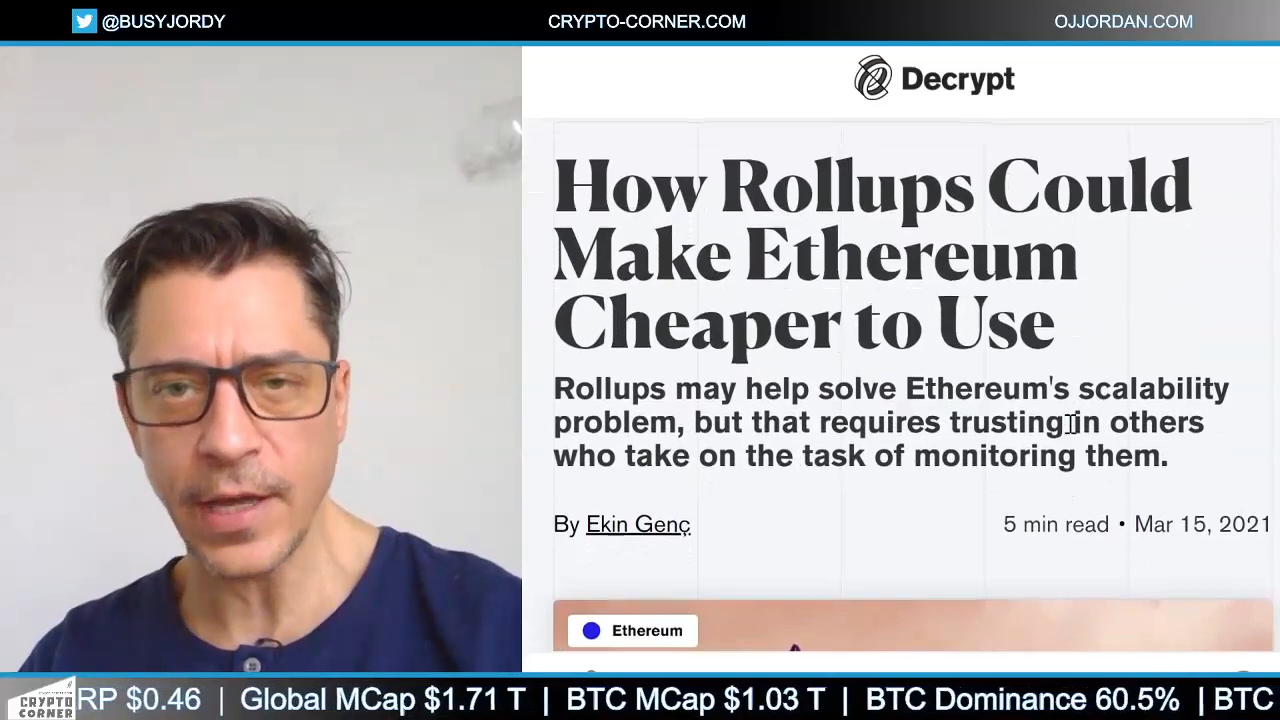 @BUSYJORDY
CRYPTO-CORNER.COM
OJJORDAN.COM
Decrypt
How Rollups Could
Make Ethereum
Cheaper to Use
Rollups may help solve Ethereum's scalability
problem, but that requires trusting in others
who take on the task of monitoring them.
By Ekin Genç
5 min read • Mar 15, 2021
Ethereum
CRYPTO
CORNER
RP $0.46 | Global MCap $1.71 T | BTC MCap $1.03 T | BTC Dominance 60.5% | BTC